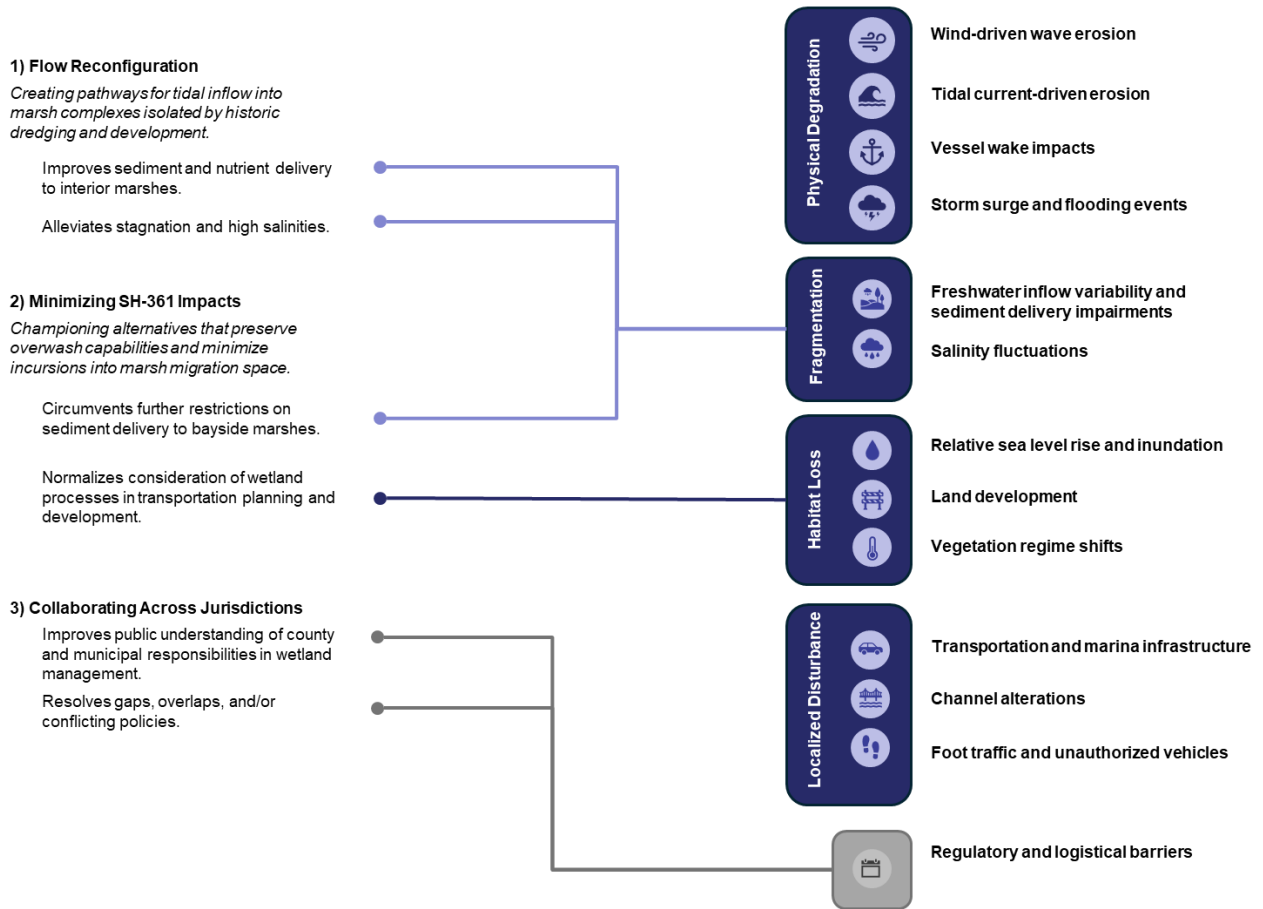 1) Flow Reconfiguration
Creating pathways for tidal inflow into
marsh complexes isolated by historic
dredging and development.
Improves sediment and nutrient delivery
to interior marshes.
Alleviates stagnation and high salinities.
2) Minimizing SH-361 Impacts
Championing alternatives that preserve
overwash capabilities and minimize
incursions into marsh migration space.
Circumvents further restrictions on
sediment delivery to bayside marshes.
Normalizes consideration of wetland
processes in transportation planning and
development.
3) Collaborating Across Jurisdictions
Improves public understanding of county
and municipal responsibilities in wetland
management.
Resolves gaps, overlaps, and/or
conflicting policies.
Physical Degradation
Wind-driven wave erosion
Tidal current-driven erosion
Vessel wake impacts
Storm surge and flooding events
Fragmentation
Freshwater inflow variability and
sediment delivery impairments
Salinity fluctuations
Habitat Loss
Relative sea level rise and inundation
Land development
Vegetation regime shifts
Localized Disturbance
Transportation and marina infrastructure
Channel alterations
Foot traffic and unauthorized vehicles
Regulatory and logistical barriers